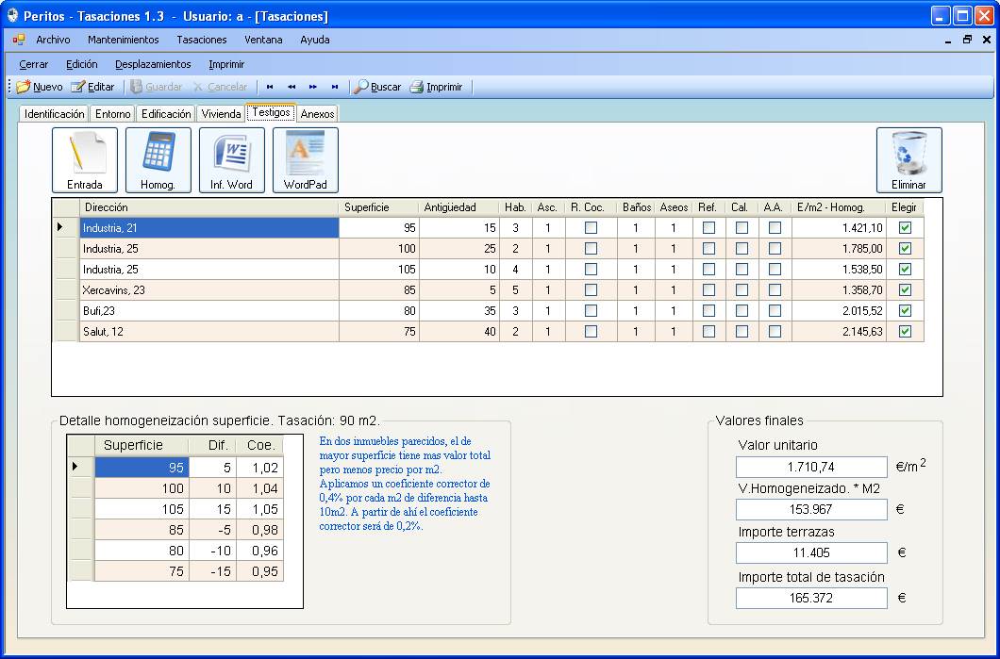 Peritos - Tasaciones 1.3 - Usuario: a - [Tasaciones]
Archivo Mantenimientos Tasaciones Ventana Ayuda
Cerrar Edición Desplazamientos Imprimir
Nuevo Editar Guardar Cancelar Buscar Imprimir
Identificación Entorno Edificación Vivienda Testigos Anexos
Entrada Homog. Inf. Word WordPad Eliminar
Dirección Superficie Antigüedad Hab. Asc. R. Coc. Baños Aseos Ref. Cal. A.A. E/m2 - Homog. Elegir
Industria, 21 95 15 3 1 1 1 1.421,10
Industria, 25 100 25 2 1 1 1 1.785,00
Industria, 25 105 10 4 1 1 1 1.538,50
Xercavins, 23 85 5 5 1 1 1 1.358,70
Bufi,23 80 35 3 1 1 1 2.015,52
Salut, 12 75 40 2 1 1 1 2.145,63
Detalle homogeneización superficie. Tasación: 90 m2.
Superficie Dif. Coe.
95 5 1,02
100 10 1,04
105 15 1,05
85 -5 0,98
80 -10 0,96
75 -15 0,95
En dos inmuebles parecidos, el de
mayor superficie tiene mas valor total
pero menos precio por m2.
Aplicamos un coeficiente corrector de
0,4% por cada m2 de diferencia hasta
10m2. A partir de ahí el coeficiente
corrector será de 0,2%.
Valores finales
Valor unitario
1.710,74 €/m2
V.Homogeneizado. * M2
153.967 €
Importe terrazas
11.405 €
Importe total de tasación
165.372 €